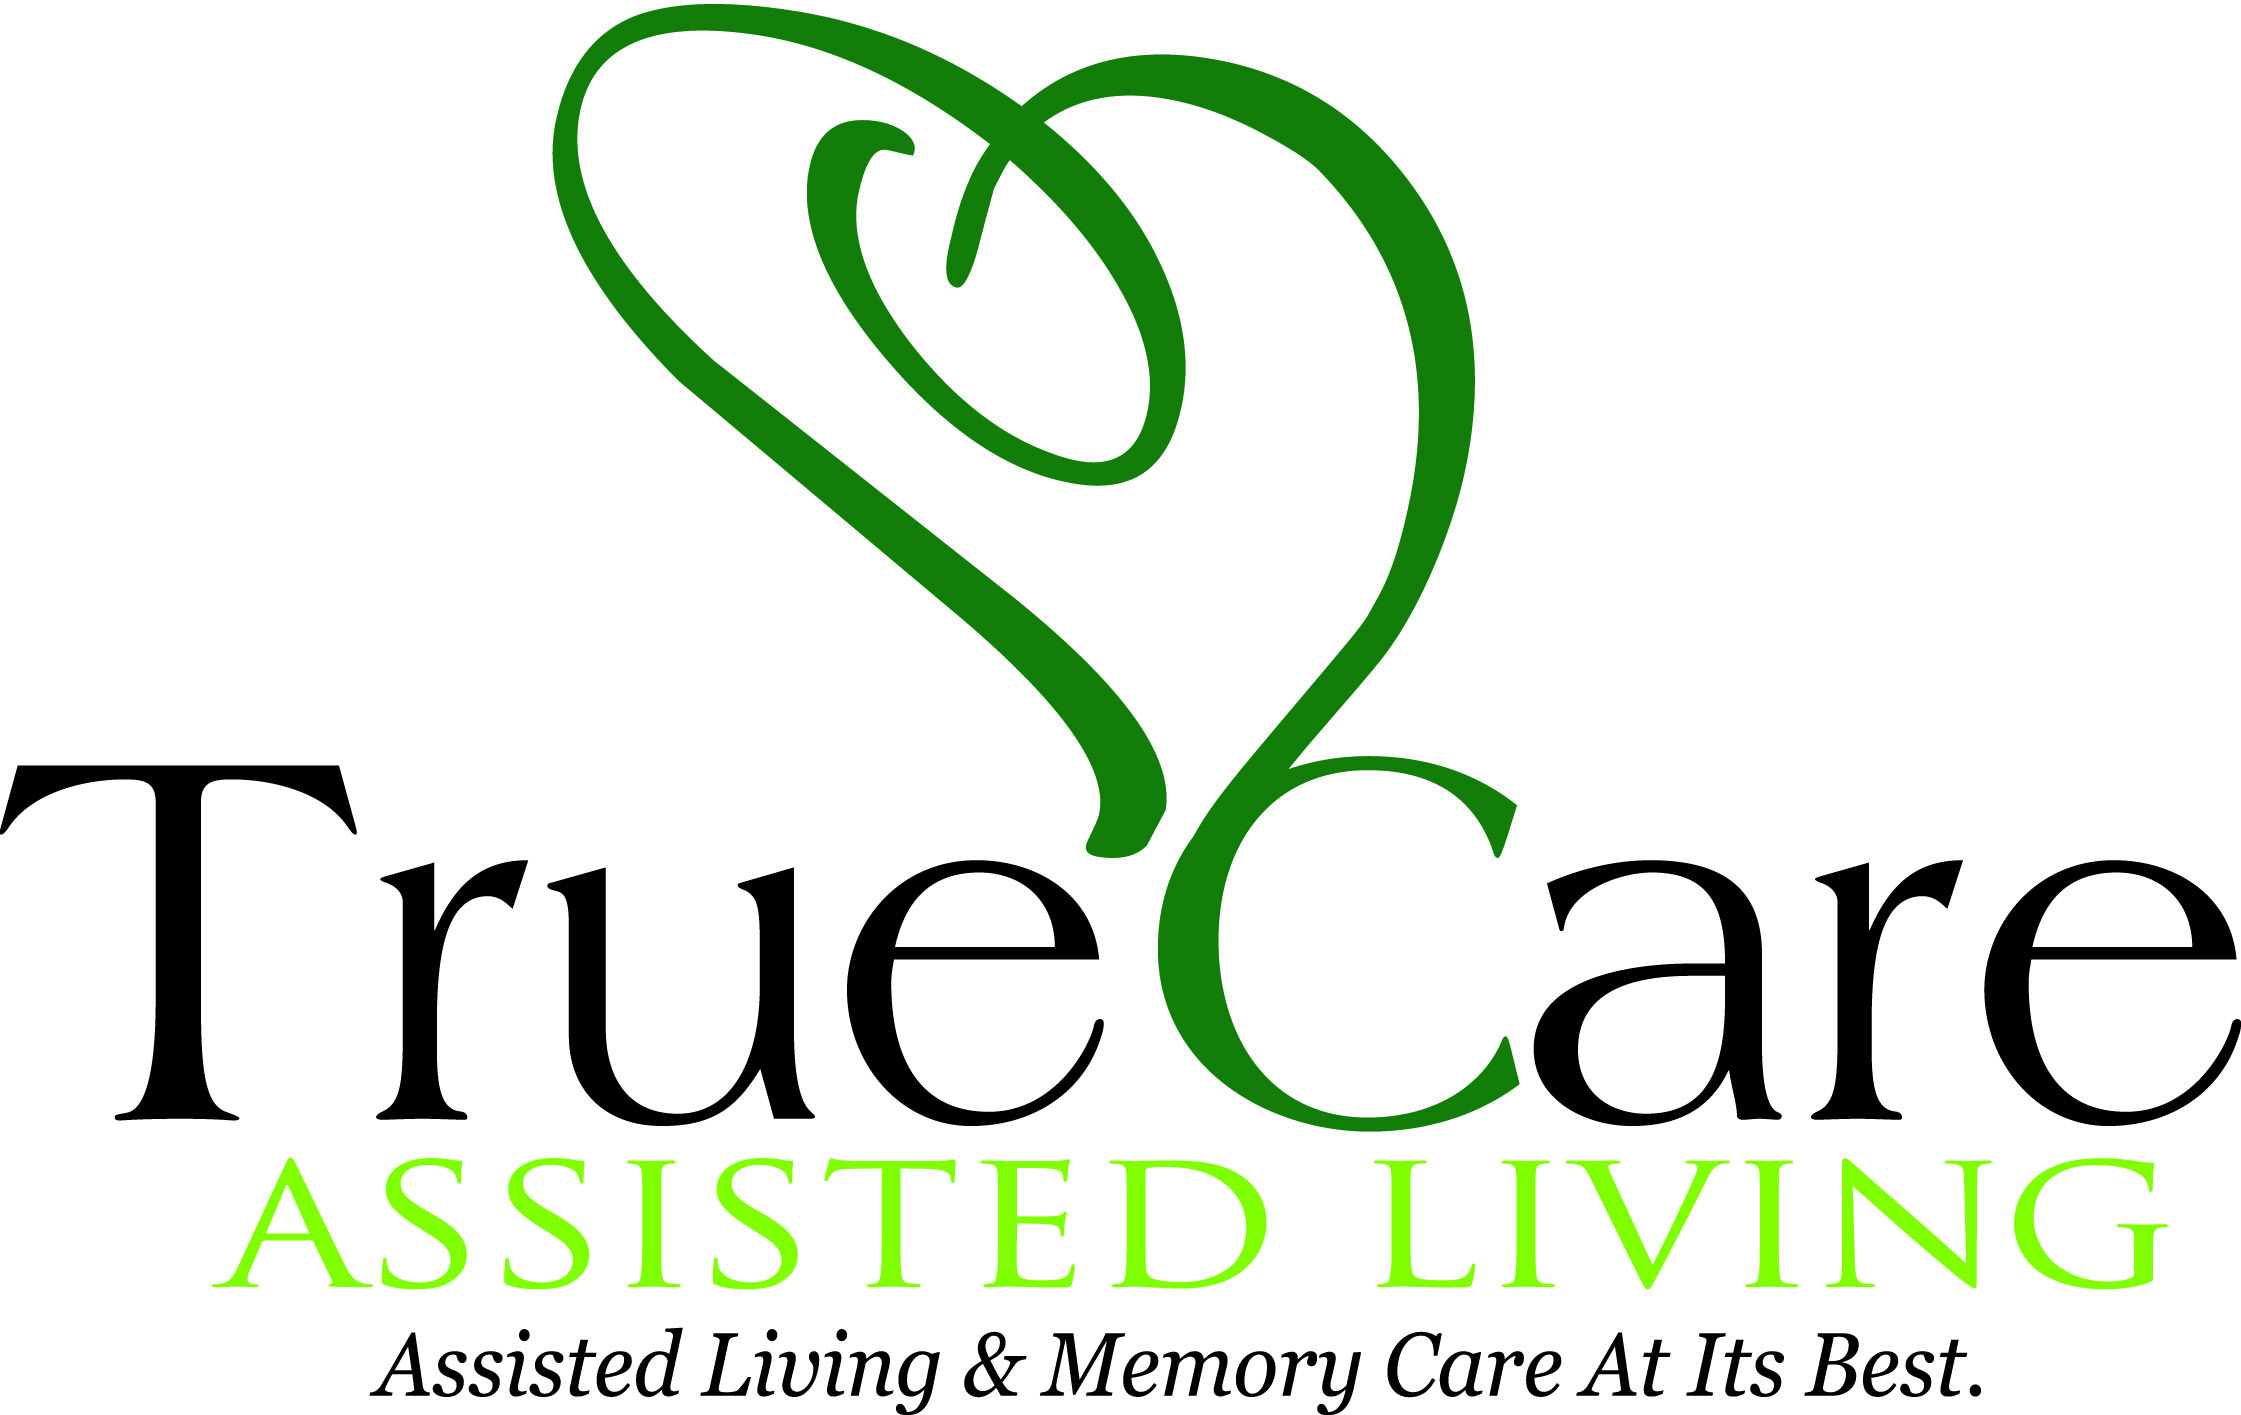 TrueCare
ASSISTED LIVING
Assisted Living & Memory Care At Its Best.